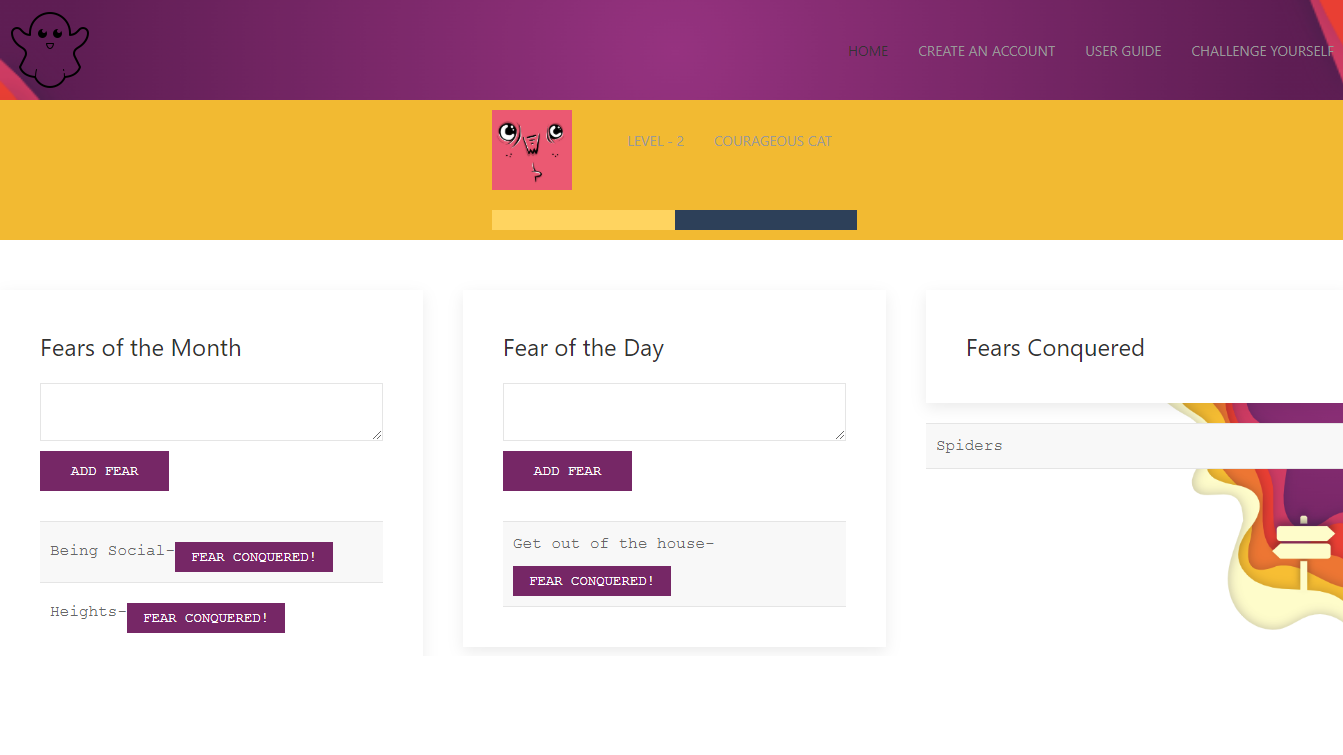 HOME CREATE AN ACCOUNT USER GUIDE CHALLENGE YOURSELF
LEVEL - 2 COURAGEOUS CAT
Fears of the Month
ADD FEAR
Being Social- FEAR CONQUERED!
Heights- FEAR CONQUERED!
Fear of the Day
ADD FEAR
Get out of the house-
FEAR CONQUERED!
Fears Conquered
Spiders